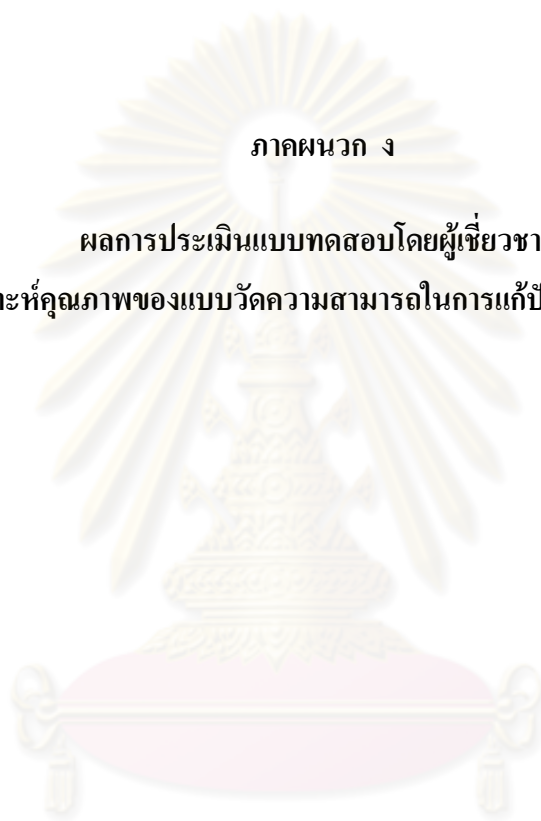 ภาคผนวก ง
ผลการประเมินแบบทดสอบโดยผู้เชี่ยวชา
าะห์คุณภาพของแบบวัดความสามารถในการแก้ปั